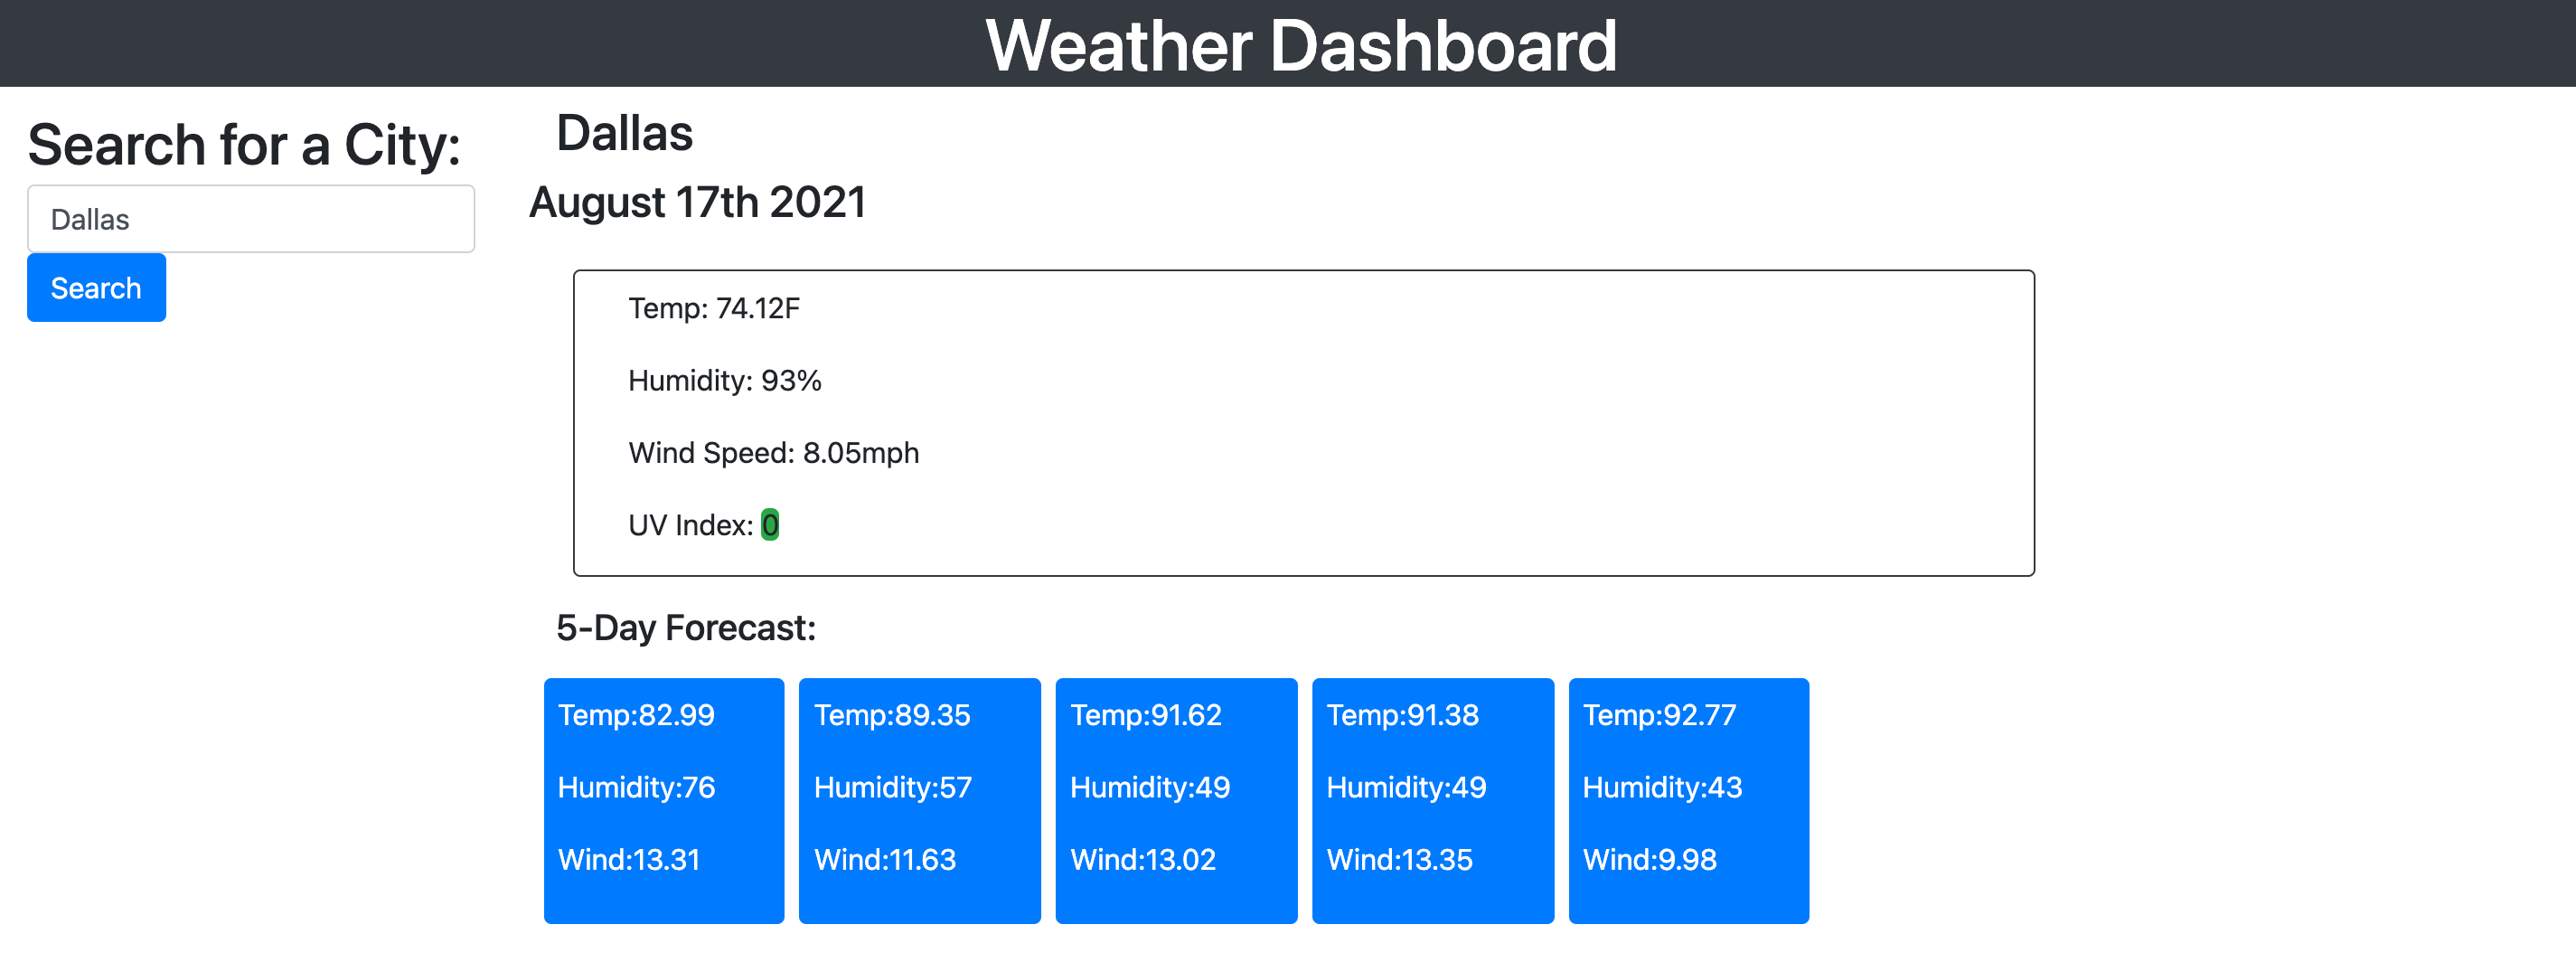 Weather Dashboard
Search for a City:
Dallas
Search
Dallas
August 17th 2021
Temp: 74.12F
Humidity: 93%
Wind Speed: 8.05mph
UV Index: 0
5-Day Forecast:
Temp:82.99
Humidity:76
Wind:13.31
Temp:89.35
Humidity:57
Wind:11.63
Temp:91.62
Humidity:49
Wind:13.02
Temp:91.38
Humidity:49
Wind:13.35
Temp:92.77
Humidity:43
Wind:9.98